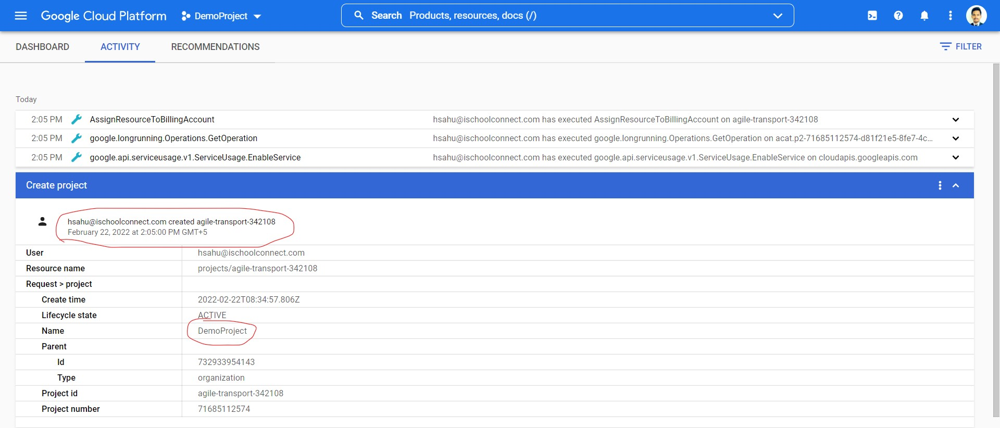 Google Cloud Platform DemoProject Search Products, resources, docs (/)
DASHBOARD ACTIVITY RECOMMENDATIONS FILTER
Today
2:05 PM AssignResourceToBillingAccount hsahu@ischoolconnect.com has executed AssignResourceToBillingAccount on agile-transport-342108
2:05 PM google.longrunning.Operations.GetOperation hsahu@ischoolconnect.com has executed google.longrunning.Operations.GetOperation on acat.p2-71685112574-d81f21e5-8fe7-4c...
2:05 PM google.api.serviceusage.v1.ServiceUsage.EnableService hsahu@ischoolconnect.com has executed google.api.serviceusage.v1.ServiceUsage.EnableService on cloudapis.googleapis.com
Create project
hsahu@ischoolconnect.com created agile-transport-342108
February 22, 2022 at 2:05:00 PM GMT+5
User hsahu@ischoolconnect.com
Resource name projects/agile-transport-342108
Request > project
Create time 2022-02-22T08:34:57.806Z
Lifecycle state ACTIVE
Name DemoProject
Parent
Id 732933954143
Type organization
Project id agile-transport-342108
Project number 71685112574